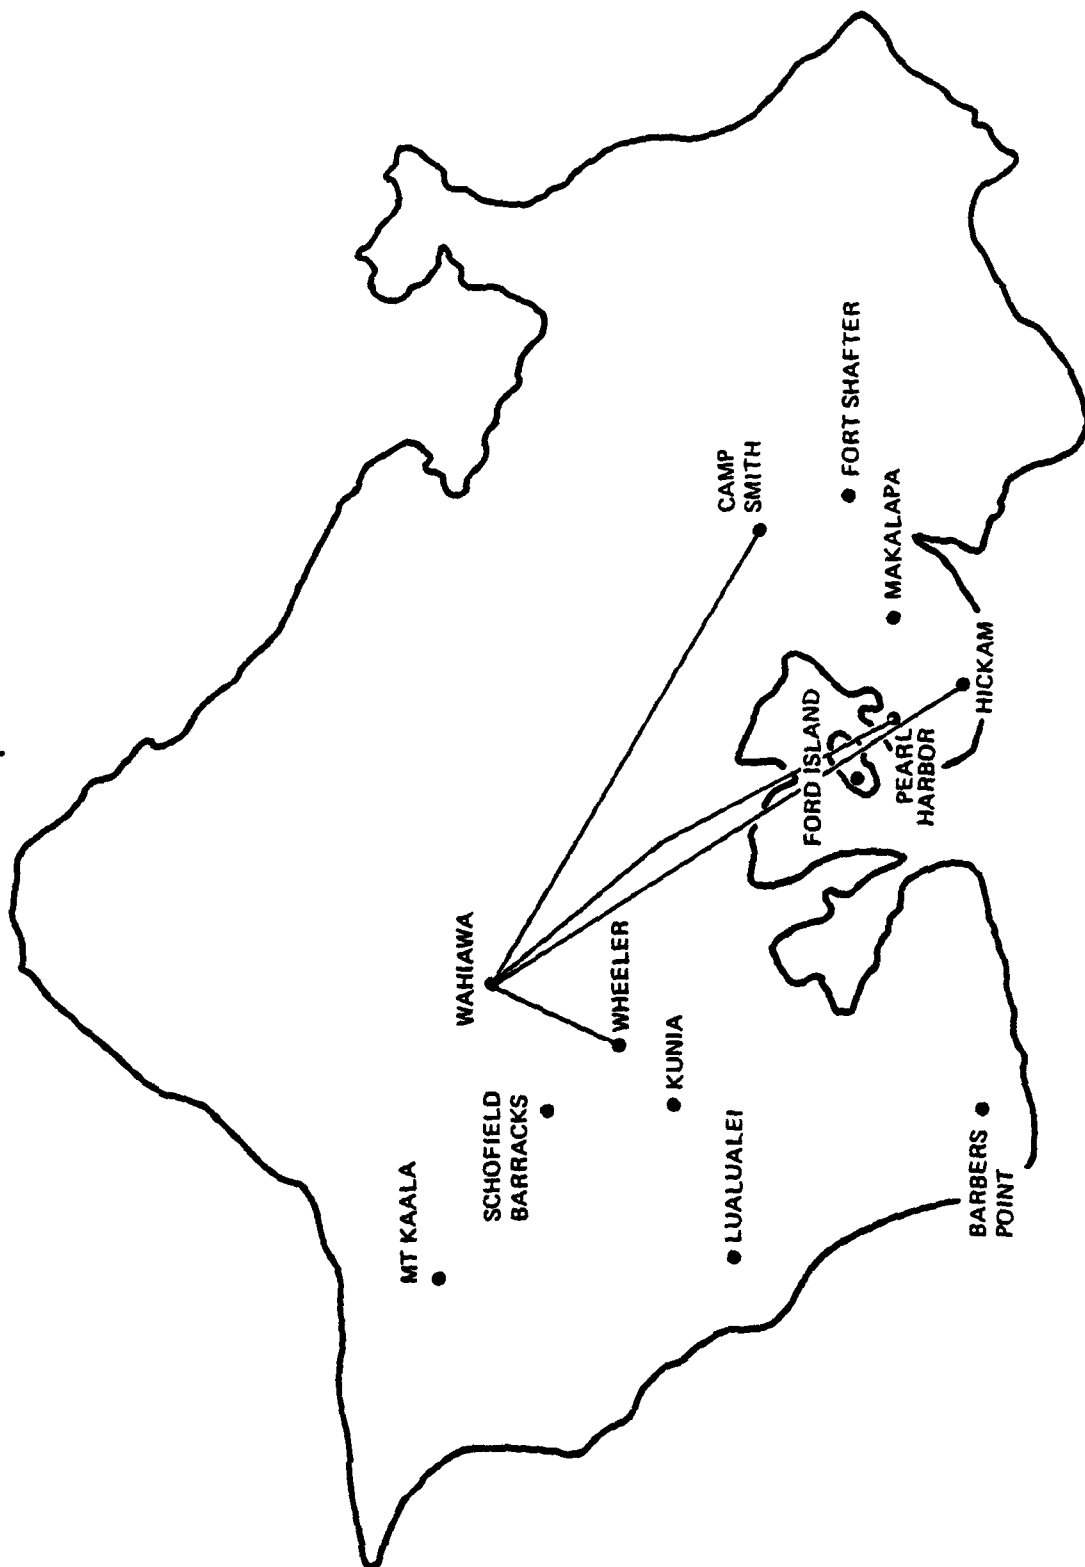 MT KAALA
SCHOFIELD
BARRACKS
WAHIAWA
WHEELER
KUNIA
LUALUALEI
BARBERS
POINT
CAMP
SMITH
FORT SHAFTER
MAKALAPA
FORD ISLAND
PEARL
HARBOR
HICKAM